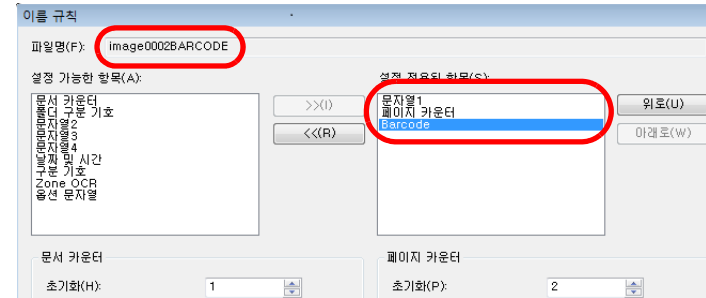 이름 규칙
파일명(F): image0002BARCODE
설정 가능한 항목(A):
설정 적용된 항목(S):
문서 카운터
폴더 구분 기호
문자열2
문자열3
문자열4
날짜 및 시간
구분 기호
Zone OCR
옵션 문자열
>>(I)
<<(R)
문자열1
페이지 카운터
Barcode
위로(U)
아래로(W)
문서 카운터
초기화(H): 1
페이지 카운터
초기화(P): 2